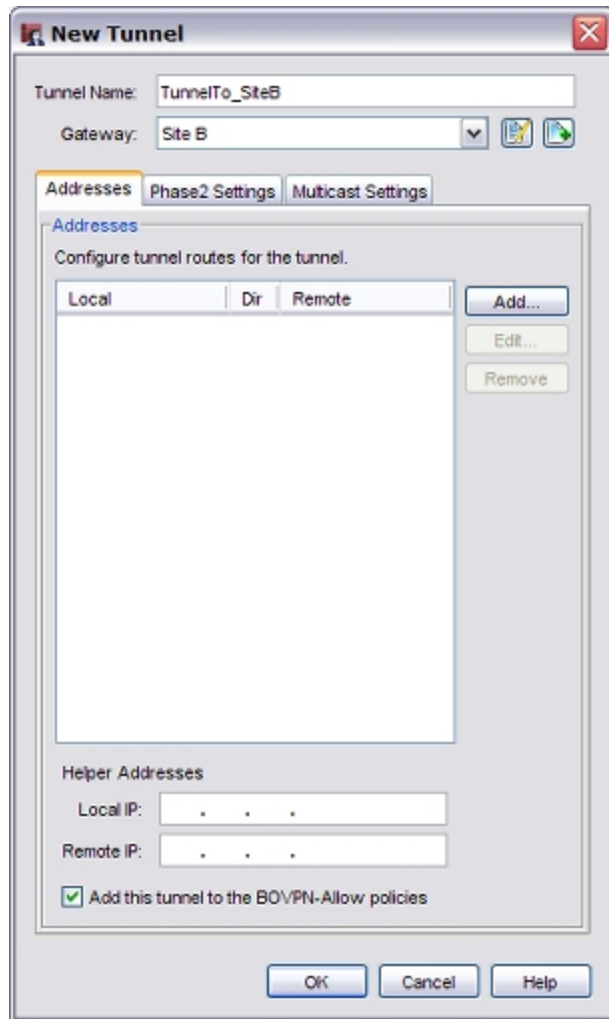 New Tunnel
Tunnel Name: TunnelTo_SiteB
Gateway: Site B
Addresses Phase2 Settings Multicast Settings
Addresses
Configure tunnel routes for the tunnel.
Local Dir Remote
Add...
Edit...
Remove
Helper Addresses
Local IP: . . .
Remote IP: . . .
Add this tunnel to the BOVPN-Allow policies
OK Cancel Help